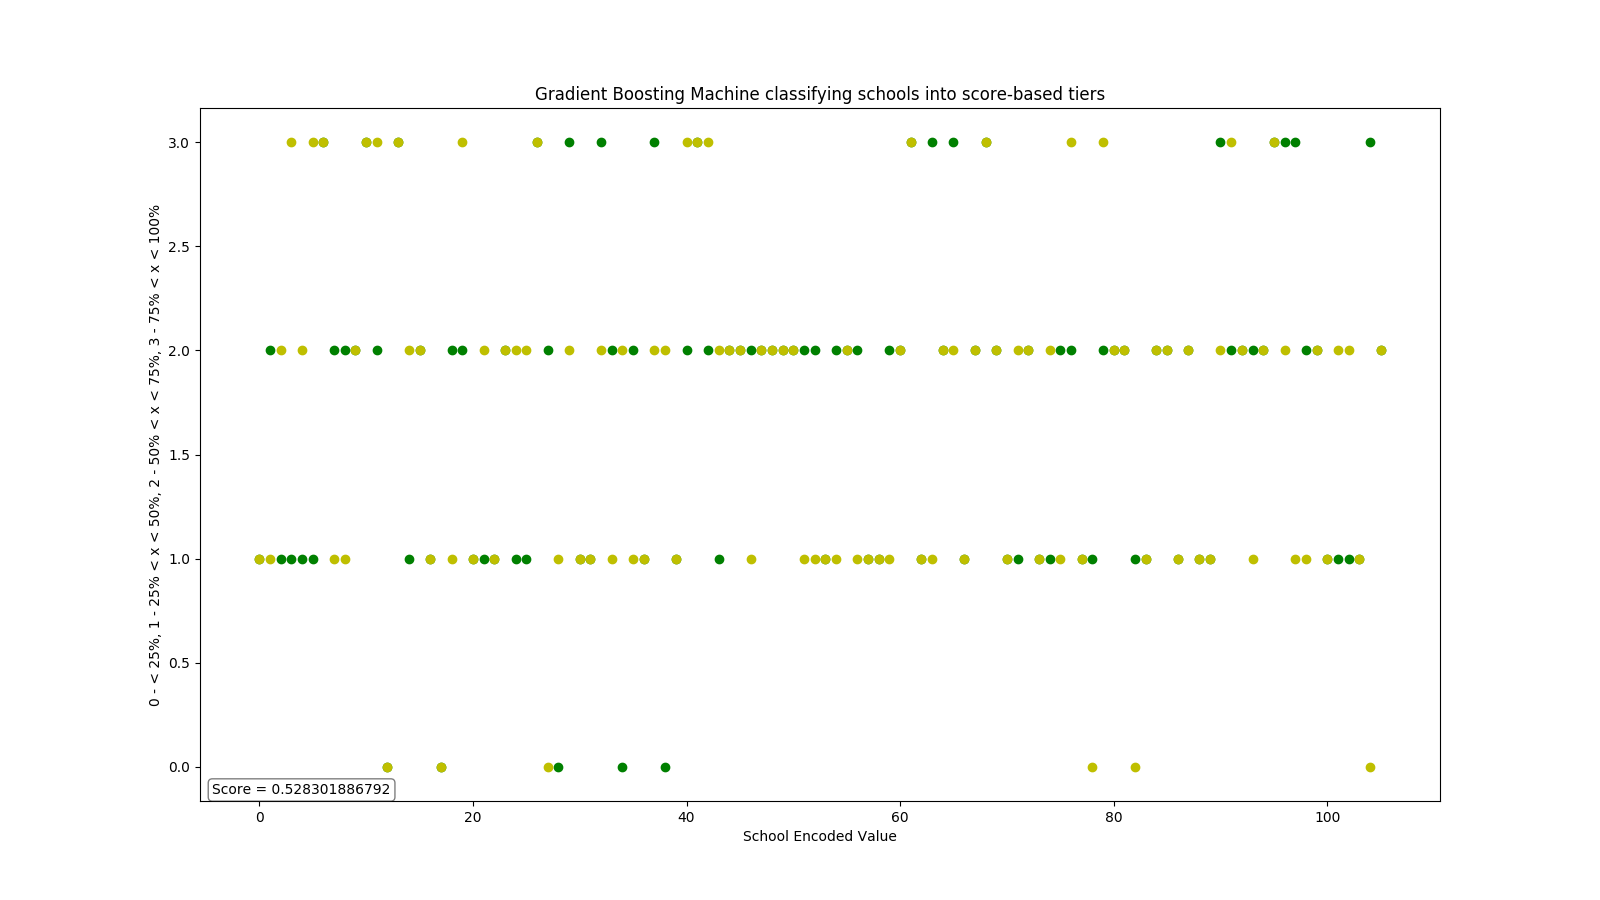 Gradient Boosting Machine classifying schools into score-based tiers
0 - < 25%, 1 - 25% < x < 50%, 2 - 50% < x < 75%, 3 - 75% < x < 100%
3.0
2.5
2.0
1.5
1.0
0.5
0.0
Score = 0.528301886792
0 20 40 60 80 100
School Encoded Value